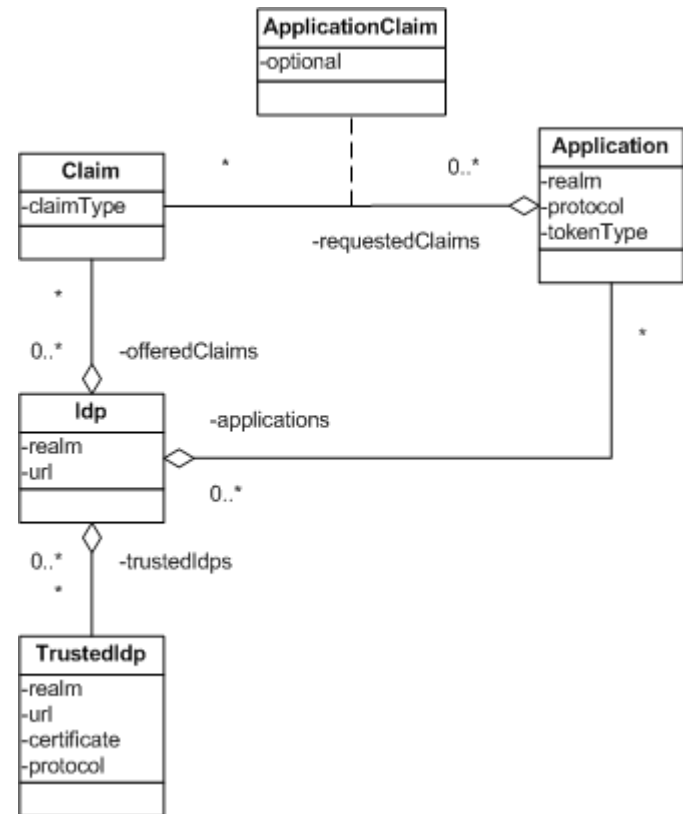 ApplicationClaim
-optional
Claim
-claimType
*
0..*
Application
-realm
-protocol
-tokenType
-requestedClaims
*
0..*
-offeredClaims
*
Idp
-realm
-url
-applications
0..*
0..*
-trustedIdps
*
TrustedIdp
-realm
-url
-certificate
-protocol